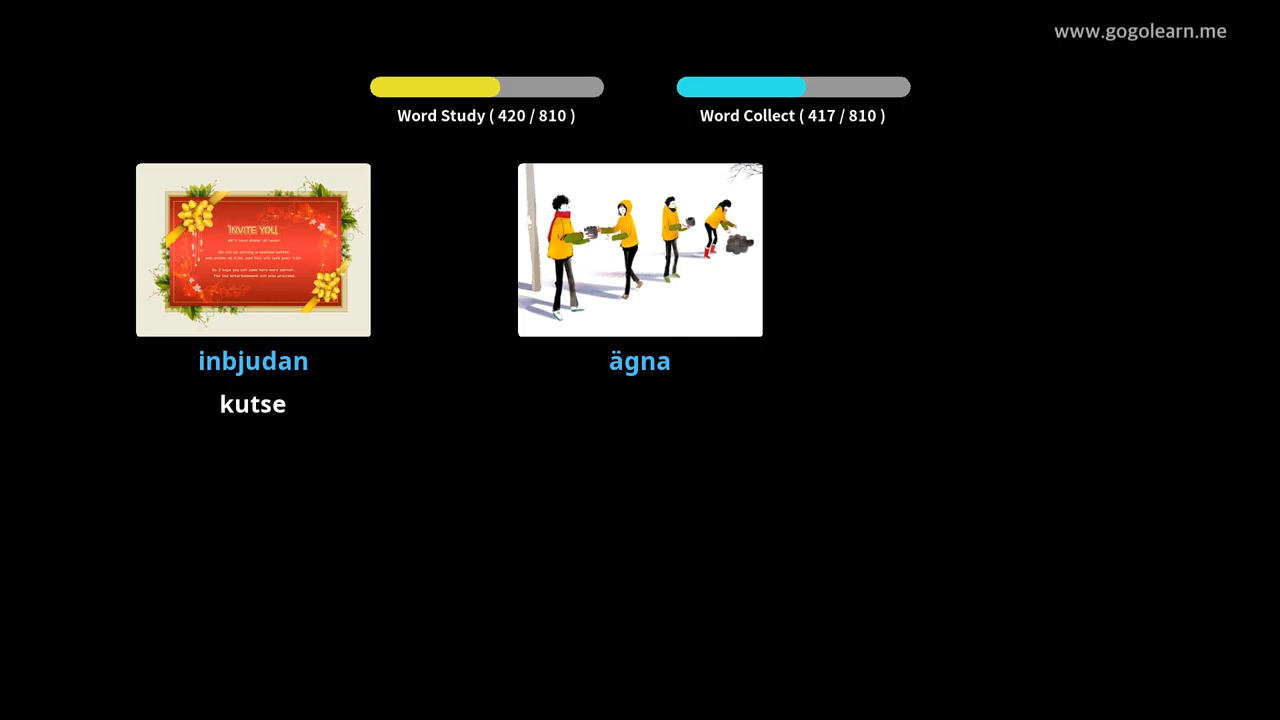 www.gogolearn.me
Word Study ( 420 / 810 )
Word Collect ( 417 / 810 )
INVITE YOU
inbjudan
ägna
kutse